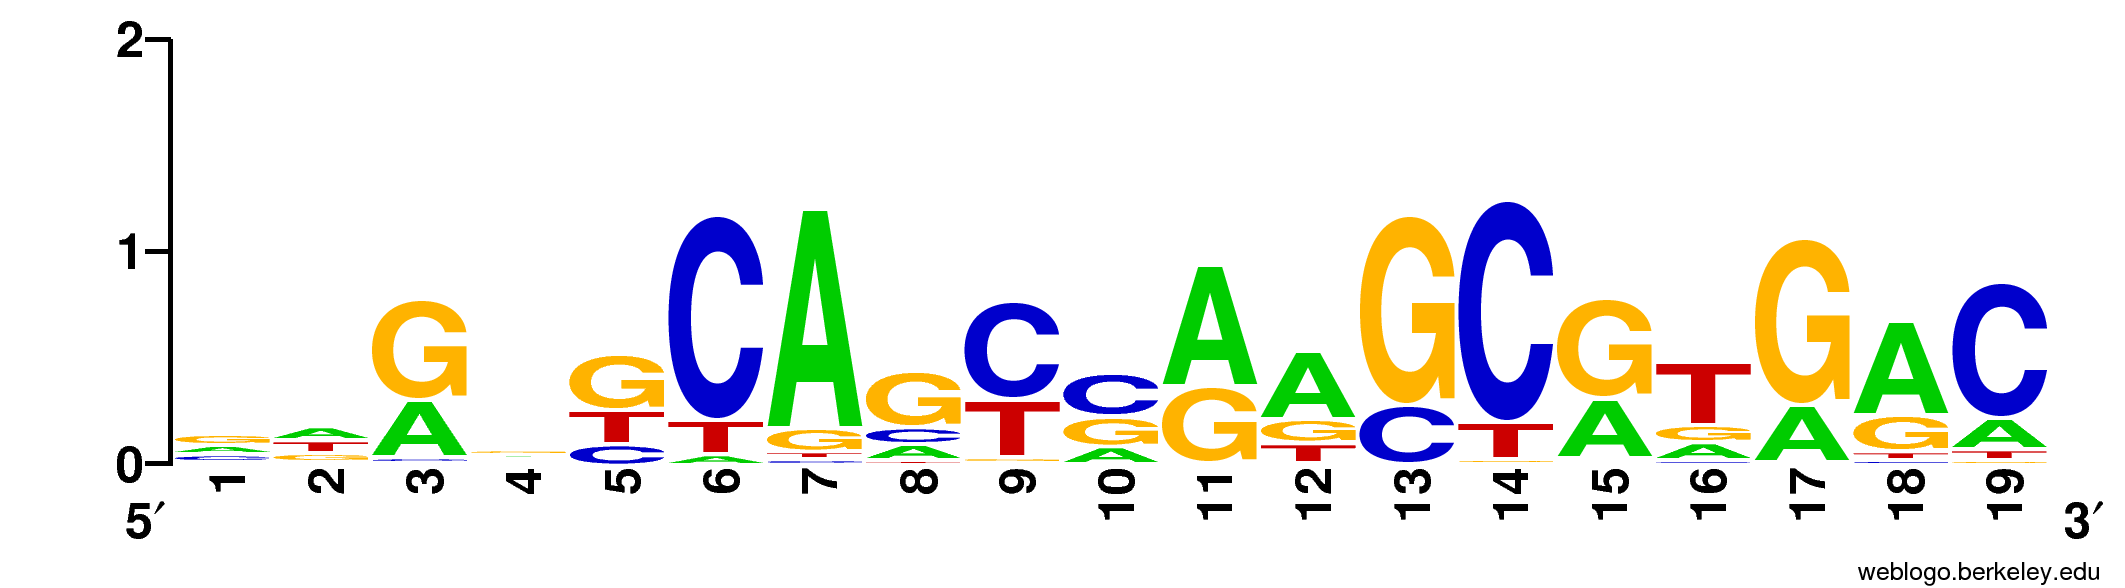 2
1
0
G A G G C A G C C A A G C G T G A C
A T A T T T G C T G G G C T A G A G A
C C C C A T A G A T A T T
1 2 3 4 5 6 7 8 9 10 11 12 13 14 15 16 17 18 19
5′ 3′
weblogo.berkeley.edu